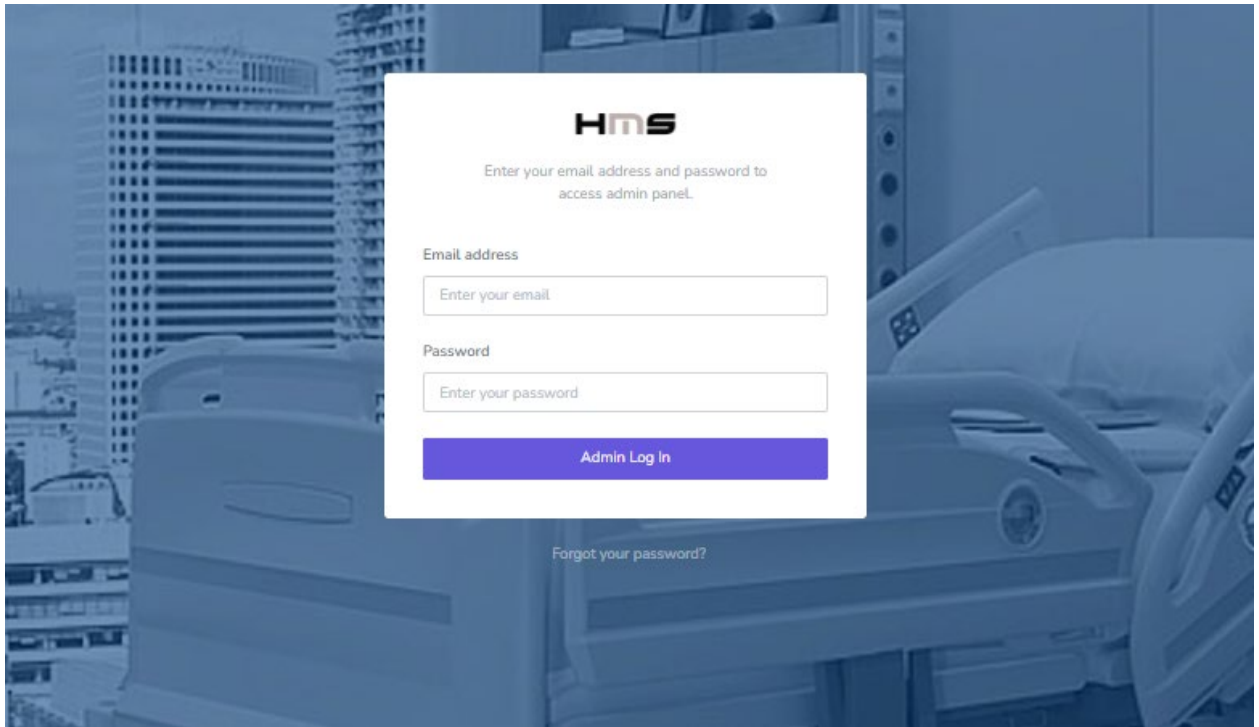 HMS
Enter your email address and password to
access admin panel.
Email address
Enter your email
Password
Enter your password
Admin Log In
Forgot your password?